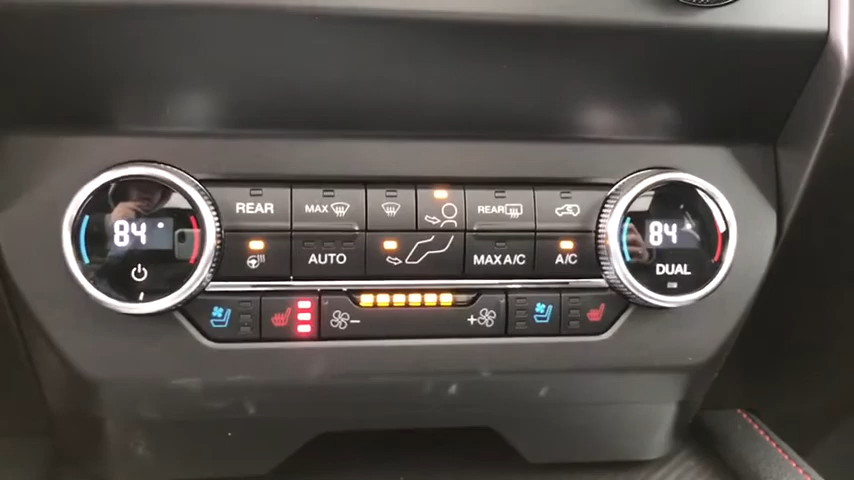 84°
REAR
MAX
REAR
84
AUTO
MAX A/C
A/C
DUAL